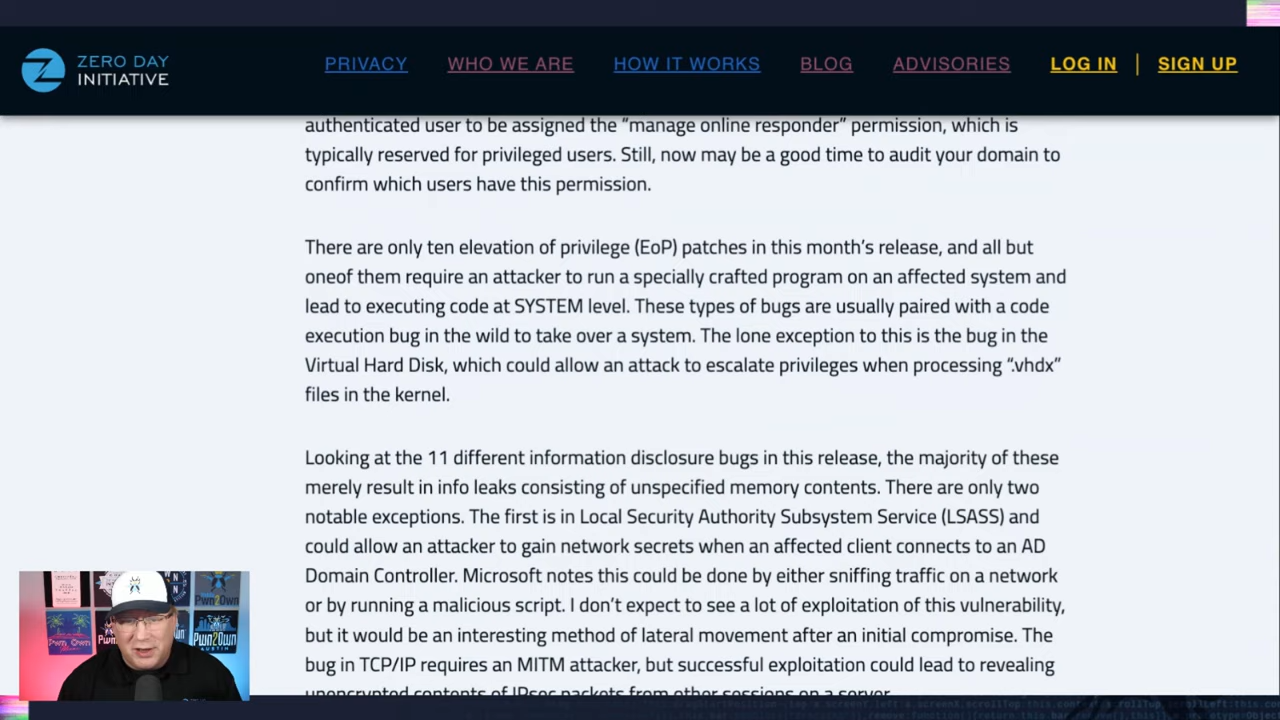 ZERO DAY
INITIATIVE
PRIVACY
WHO WE ARE
HOW IT WORKS
BLOG
ADVISORIES
LOG IN
SIGN UP
authenticated user to be assigned the “manage online responder” permission, which is
typically reserved for privileged users. Still, now may be a good time to audit your domain to
confirm which users have this permission.
There are only ten elevation of privilege (EoP) patches in this month’s release, and all but
oneof them require an attacker to run a specially crafted program on an affected system and
lead to executing code at SYSTEM level. These types of bugs are usually paired with a code
execution bug in the wild to take over a system. The lone exception to this is the bug in the
Virtual Hard Disk, which could allow an attack to escalate privileges when processing “.vhdx”
files in the kernel.
Looking at the 11 different information disclosure bugs in this release, the majority of these
merely result in info leaks consisting of unspecified memory contents. There are only two
notable exceptions. The first is in Local Security Authority Subsystem Service (LSASS) and
could allow an attacker to gain network secrets when an affected client connects to an AD
Domain Controller. Microsoft notes this could be done by either sniffing traffic on a network
or by running a malicious script. I don’t expect to see a lot of exploitation of this vulnerability,
but it would be an interesting method of lateral movement after an initial compromise. The
bug in TCP/IP requires an MITM attacker, but successful exploitation could lead to revealing
unencrypted contents of IPsec packets from other sessions on a server.
Pwn2Own
Pwn2Own
AUSTIN